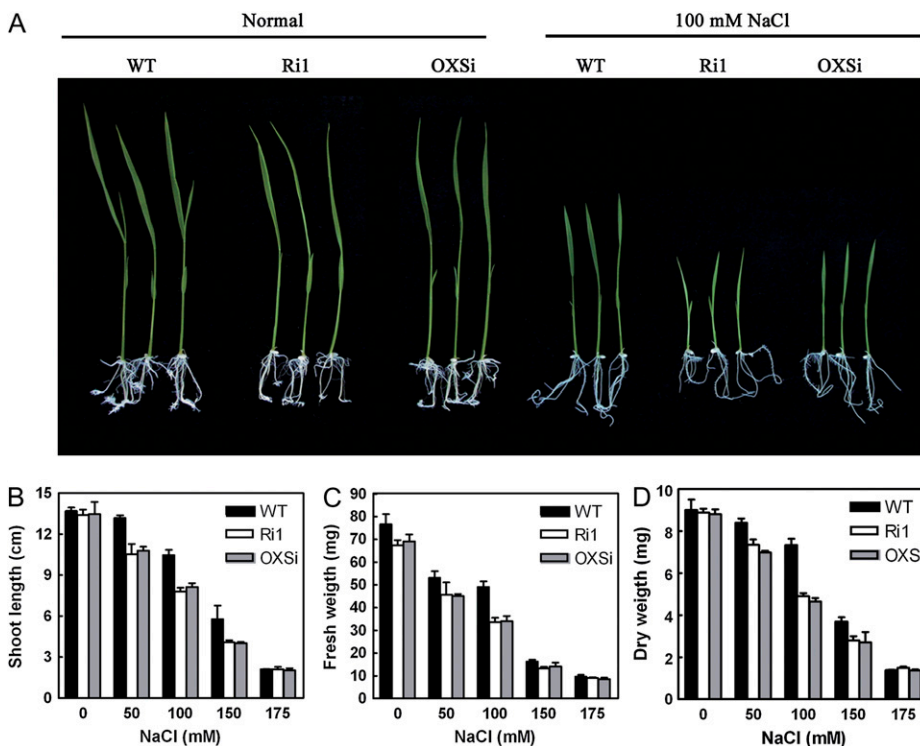 A
Normal 100 mM NaCl
WT Ri1 OXSi WT Ri1 OXSi
B
15
12
9
6
3
0
Shoot length (cm)
WT
Ri1
OXSi
0 50 100 150 175
NaCl (mM)
C
90
80
70
60
50
40
30
20
10
0
Fresh weigth (mg)
WT
Ri1
OXSi
0 50 100 150 175
NaCl (mM)
D
10
8
6
4
2
0
Dry weigth (mg)
WT
Ri1
OXS
0 50 100 150 175
NaCl (mM)